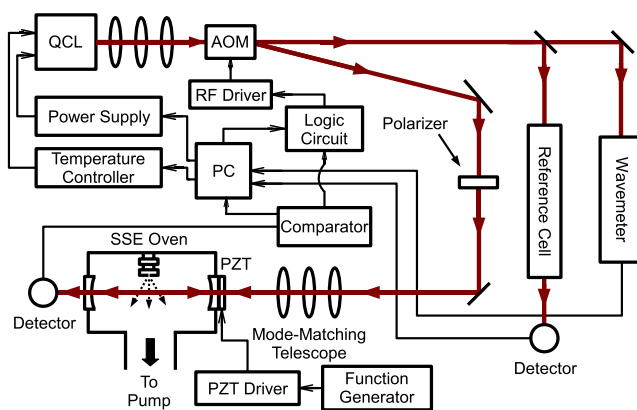 QCL
AOM
RF Driver
Power Supply
Logic
Circuit
Polarizer
Temperature
Controller
PC
Reference Cell
Wavemeter
Comparator
SSE Oven
PZT
Detector
Mode-Matching
Telescope
Detector
To
Pump
PZT Driver
Function
Generator